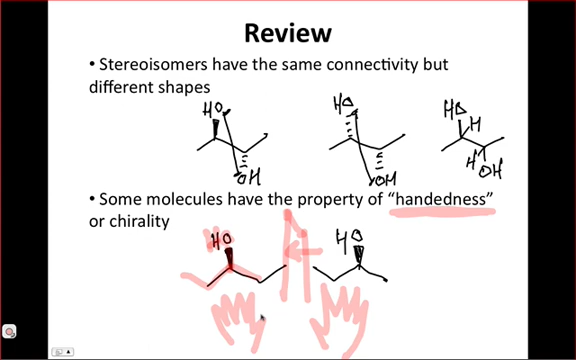 Review
• Stereoisomers have the same connectivity but
different shapes
HO HO HO
H
H
OH OH OH
• Some molecules have the property of "handedness"
or chirality
HO HO